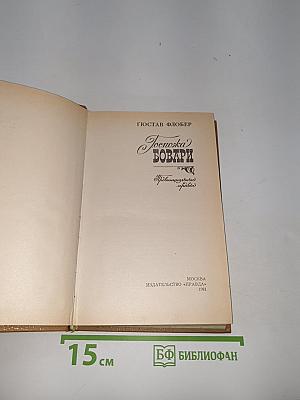 ГЮСТАВ ФЛОБЕР
Госпожа
БОВАРИ
Провинциальные нравы
МОСКВА
ИЗДАТЕЛЬСТВО «ПРАВДА»
1981
15 см
БФ БИБЛИОФАН